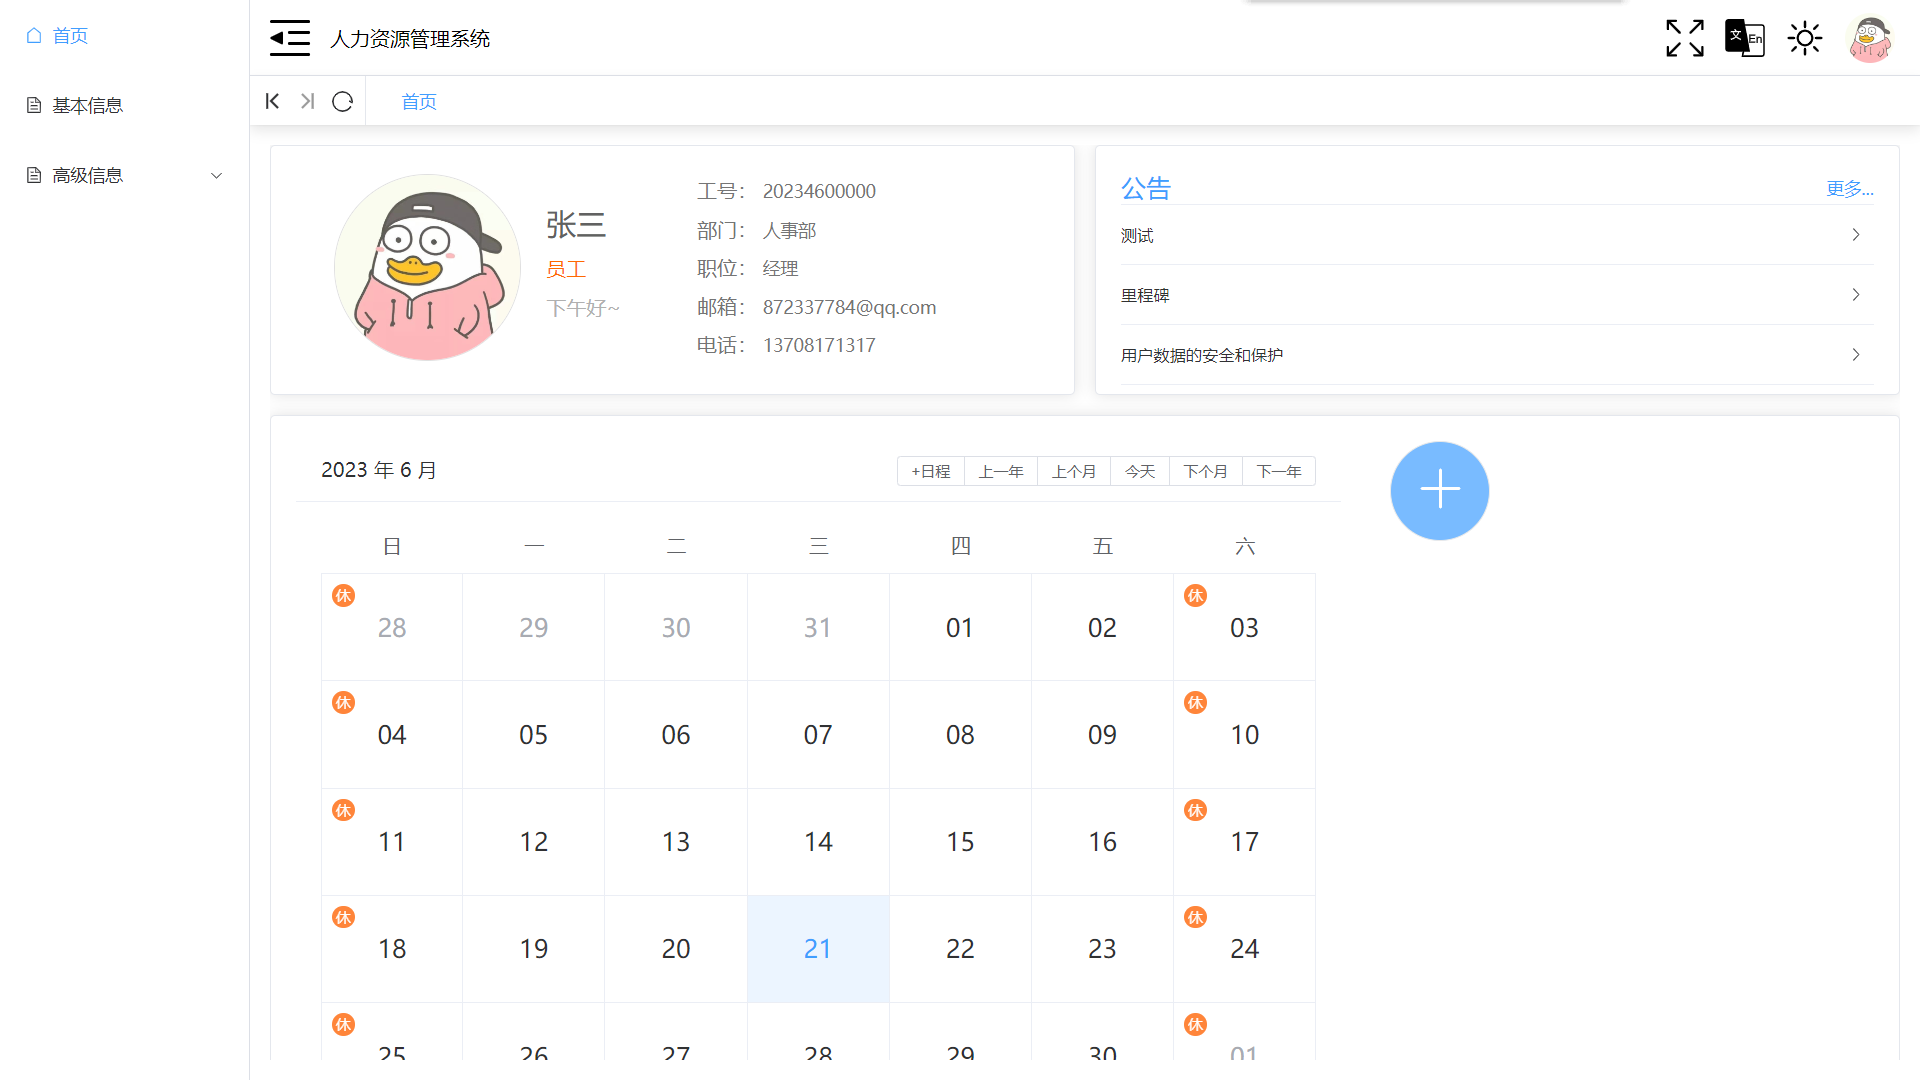 首页
基本信息
高级信息
人力资源管理系统
文 En
首页
张三
员工
下午好~
工号： 20234600000
部门： 人事部
职位： 经理
邮箱： 872337784@qq.com
电话： 13708171317
公告 更多...
测试
里程碑
用户数据的安全和保护
2023 年 6 月 +日程 上一年 上个月 今天 下个月 下一年
日 一 二 三 四 五 六
休 休
28 29 30 31 01 02 03
休 休
04 05 06 07 08 09 10
休 休
11 12 13 14 15 16 17
休 休
18 19 20 21 22 23 24
休 休
25 26 27 28 29 30 01